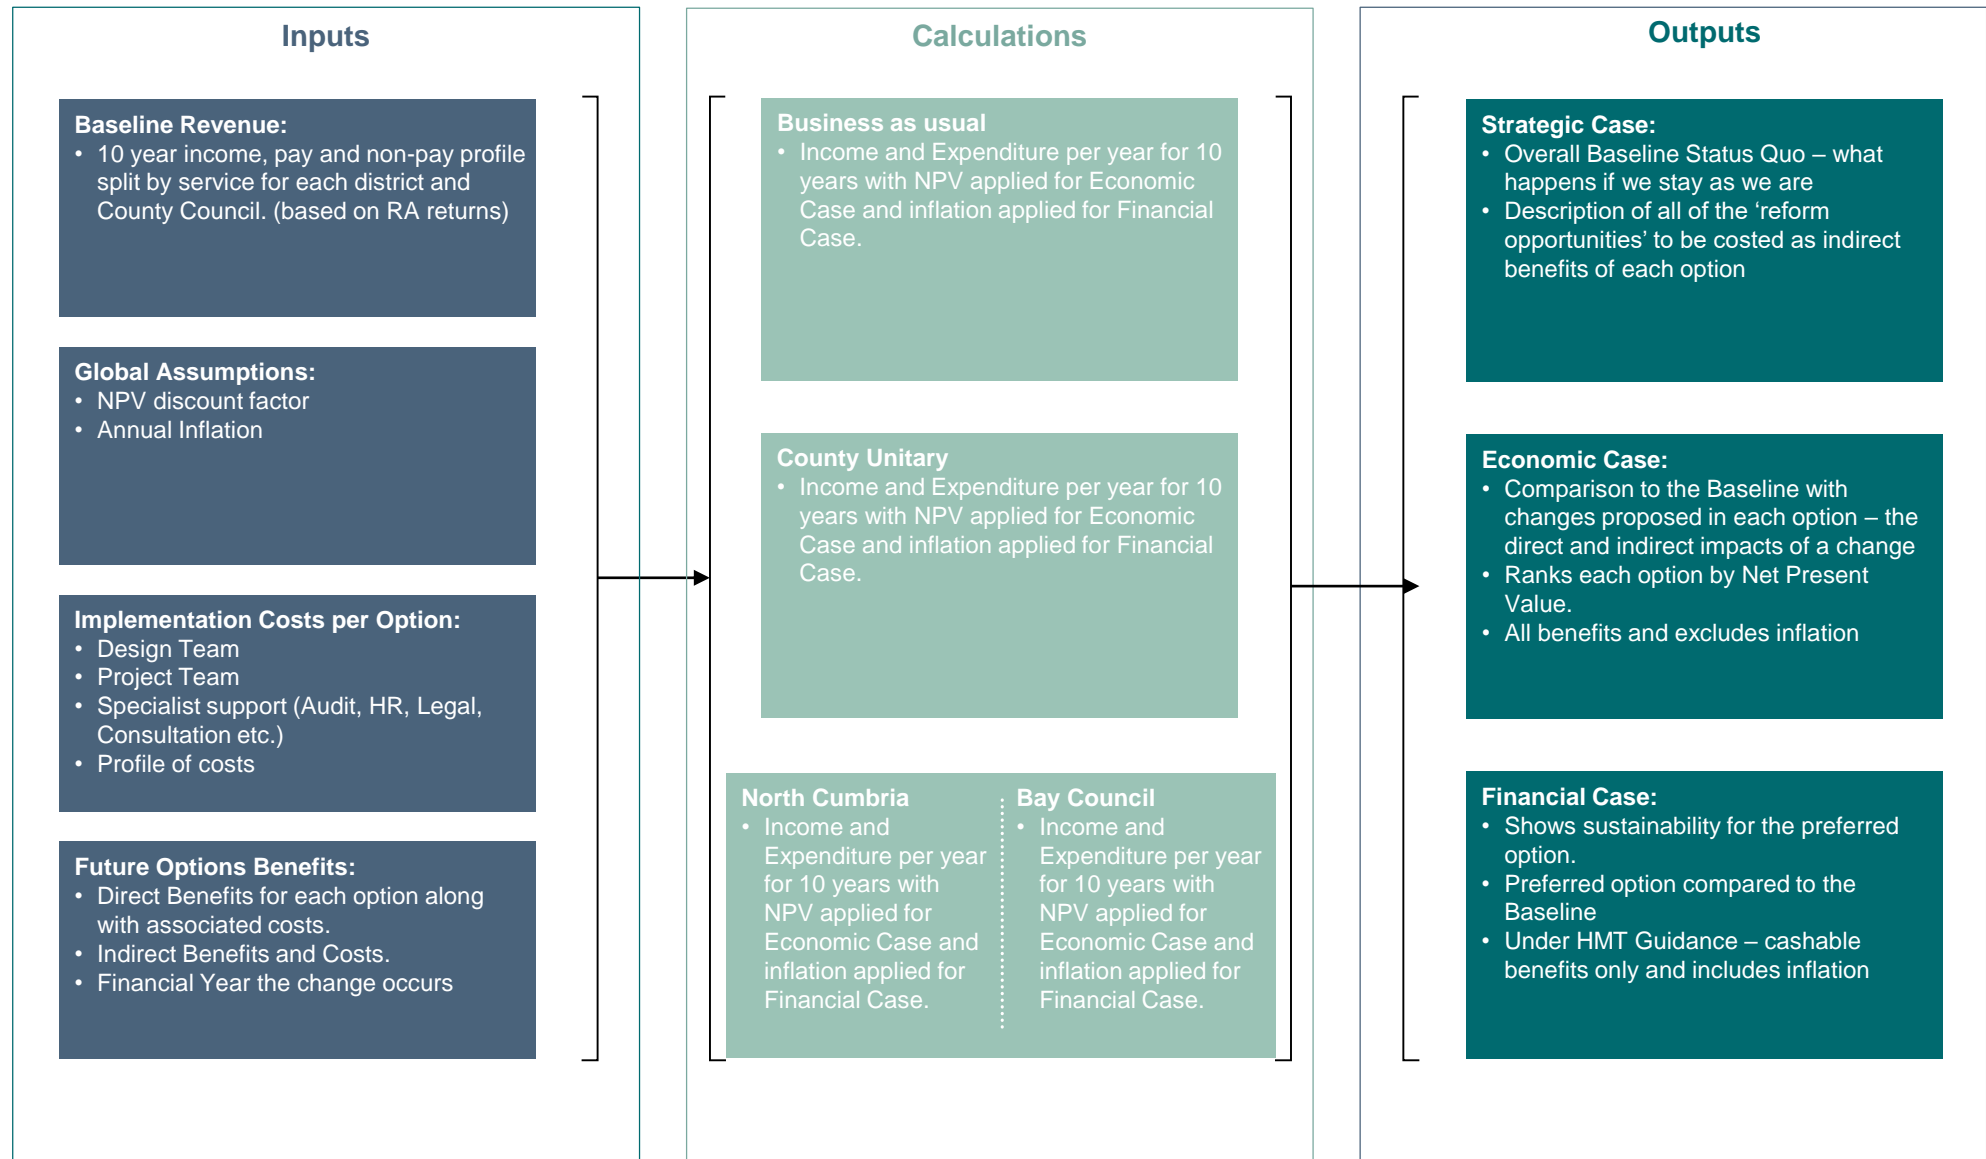 Inputs
Baseline Revenue:
• 10 year income, pay and non-pay profile
split by service for each district and
County Council. (based on RA returns)
Global Assumptions:
• NPV discount factor
• Annual Inflation
Implementation Costs per Option:
• Design Team
• Project Team
• Specialist support (Audit, HR, Legal,
Consultation etc.)
• Profile of costs
Future Options Benefits:
• Direct Benefits for each option along
with associated costs.
• Indirect Benefits and Costs.
• Financial Year the change occurs
Calculations
Business as usual
• Income and Expenditure per year for 10
years with NPV applied for Economic
Case and inflation applied for Financial
Case.
County Unitary
• Income and Expenditure per year for 10
years with NPV applied for Economic
Case and inflation applied for Financial
Case.
North Cumbria
• Income and
Expenditure per year
for 10 years with
NPV applied for
Economic Case and
inflation applied for
Financial Case.
Bay Council
• Income and
Expenditure per year
for 10 years with
NPV applied for
Economic Case and
inflation applied for
Financial Case.
Outputs
Strategic Case:
• Overall Baseline Status Quo – what
happens if we stay as we are
• Description of all of the ‘reform
opportunities’ to be costed as indirect
benefits of each option
Economic Case:
• Comparison to the Baseline with
changes proposed in each option – the
direct and indirect impacts of a change
• Ranks each option by Net Present
Value.
• All benefits and excludes inflation
Financial Case:
• Shows sustainability for the preferred
option.
• Preferred option compared to the
Baseline
• Under HMT Guidance – cashable
benefits only and includes inflation